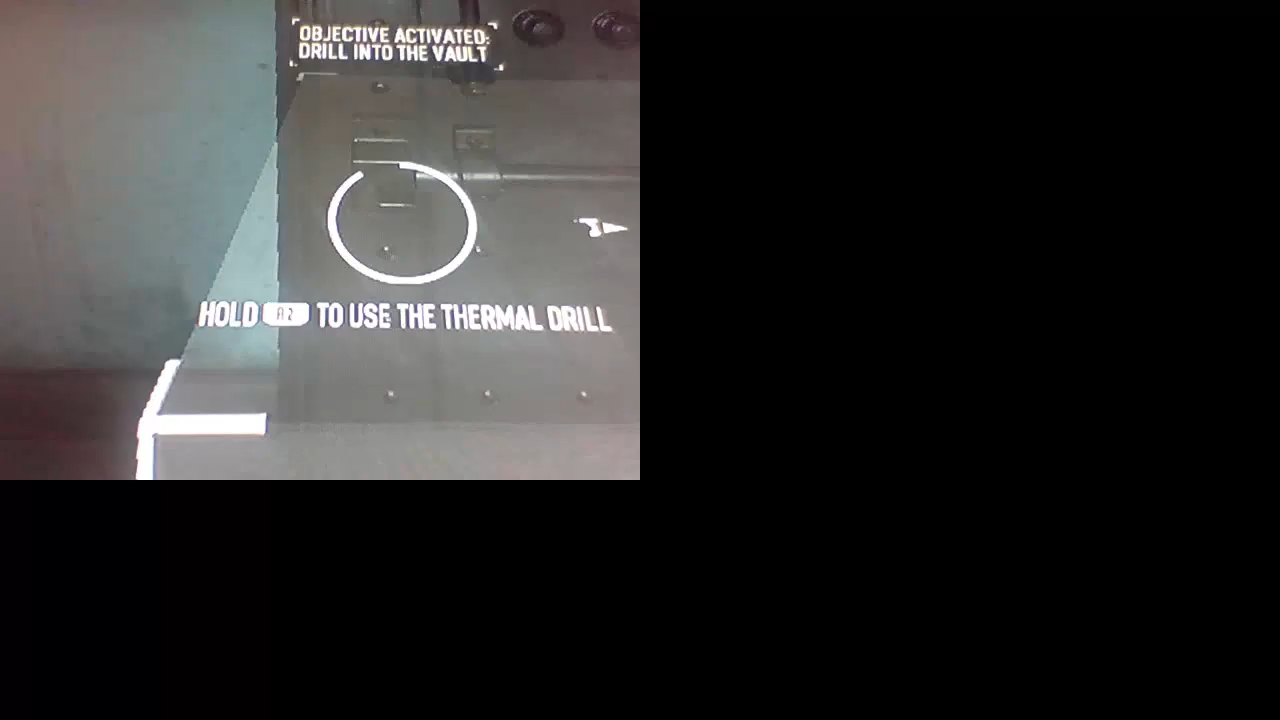 OBJECTIVE ACTIVATED:
DRILL INTO THE VAULT
HOLD R2 TO USE THE THERMAL DRILL